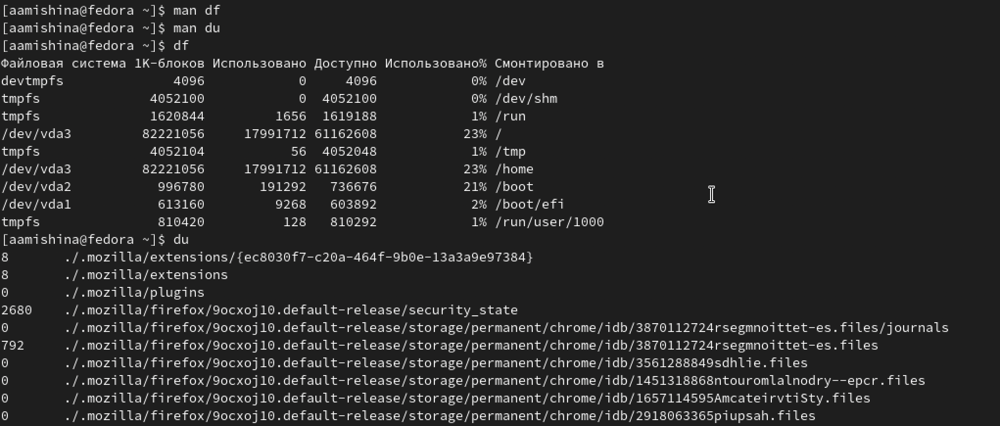 [aamishina@fedora ~]$ man df
[aamishina@fedora ~]$ man du
[aamishina@fedora ~]$ df
Файловая система 1K-блоков Использовано Доступно Использовано% Смонтировано в
devtmpfs 4096 0 4096 0% /dev
tmpfs 4052100 0 4052100 0% /dev/shm
tmpfs 1620844 1656 1619188 1% /run
/dev/vda3 82221056 17991712 61162608 23% /
tmpfs 4052104 56 4052048 1% /tmp
/dev/vda3 82221056 17991712 61162608 23% /home
/dev/vda2 996780 191292 736676 21% /boot
/dev/vda1 613160 9268 603892 2% /boot/efi
tmpfs 810420 128 810292 1% /run/user/1000
[aamishina@fedora ~]$ du
8 ./.mozilla/extensions/{ec8030f7-c20a-464f-9b0e-13a3a9e97384}
8 ./.mozilla/extensions
0 ./.mozilla/plugins
2680 ./.mozilla/firefox/9ocxoj10.default-release/security_state
0 ./.mozilla/firefox/9ocxoj10.default-release/storage/permanent/chrome/idb/3870112724rsegmnoittet-es.files/journals
792 ./.mozilla/firefox/9ocxoj10.default-release/storage/permanent/chrome/idb/3870112724rsegmnoittet-es.files
0 ./.mozilla/firefox/9ocxoj10.default-release/storage/permanent/chrome/idb/3561288849sdhlie.files
0 ./.mozilla/firefox/9ocxoj10.default-release/storage/permanent/chrome/idb/1451318868ntouromlalnodry--epcr.files
0 ./.mozilla/firefox/9ocxoj10.default-release/storage/permanent/chrome/idb/1657114595AmcateirvtiSty.files
0 ./.mozilla/firefox/9ocxoj10.default-release/storage/permanent/chrome/idb/2918063365piupsah.files